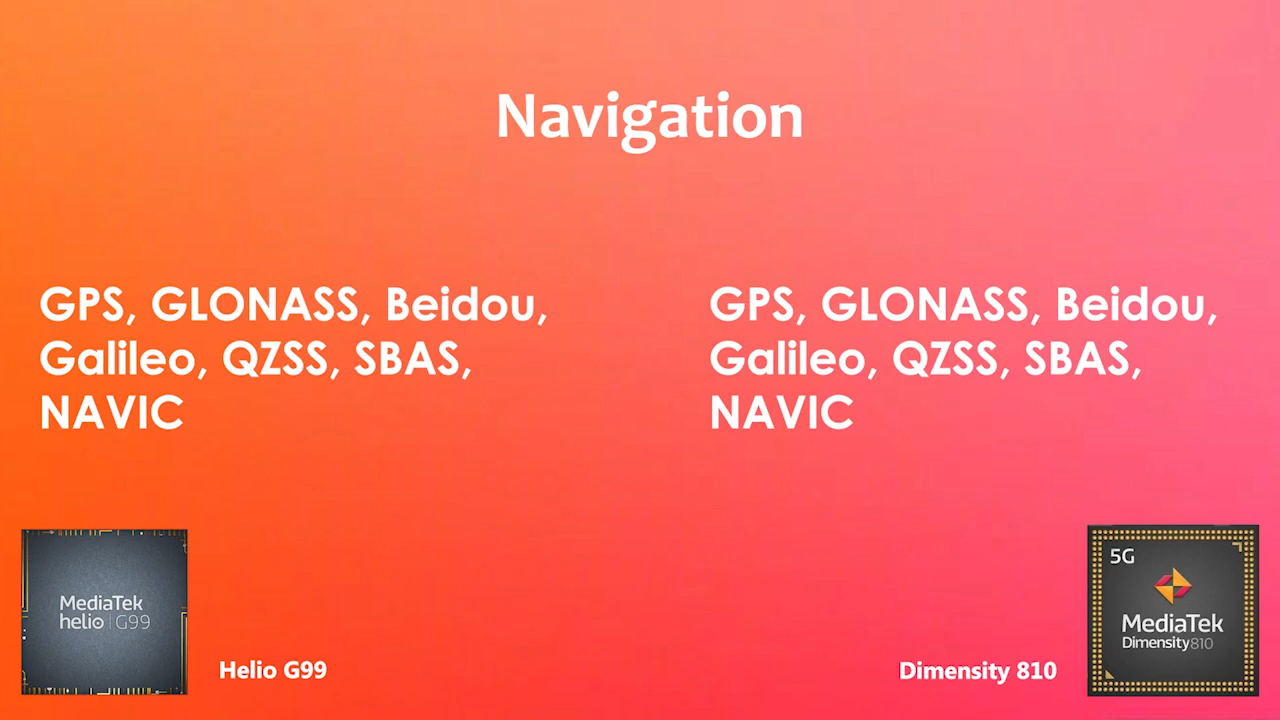 Navigation
GPS, GLONASS, Beidou,
Galileo, QZSS, SBAS,
NAVIC
GPS, GLONASS, Beidou,
Galileo, QZSS, SBAS,
NAVIC
MediaTek
helio G99
Helio G99
Dimensity 810
5G
MediaTek
Dimensity 810